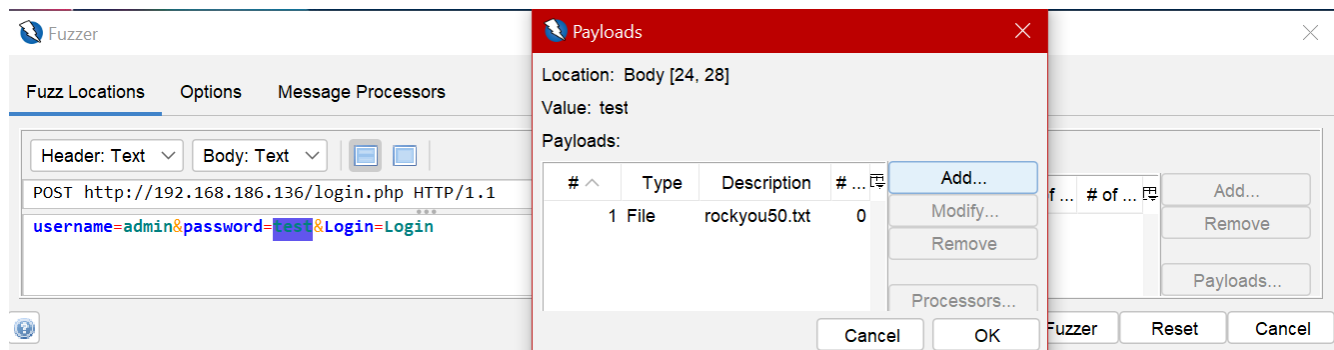 Fuzzer
Fuzz Locations Options Message Processors
Header: Text Body: Text
POST http://192.168.186.136/login.php HTTP/1.1
username=admin&password=test&Login=Login
Payloads
Location: Body [24, 28]
Value: test
Payloads:
# Type Description # ...
1 File rockyou50.txt 0
Add...
Modify...
Remove
Processors...
Cancel OK
f ... # of ...
Add...
Remove
Payloads...
Fuzzer Reset Cancel